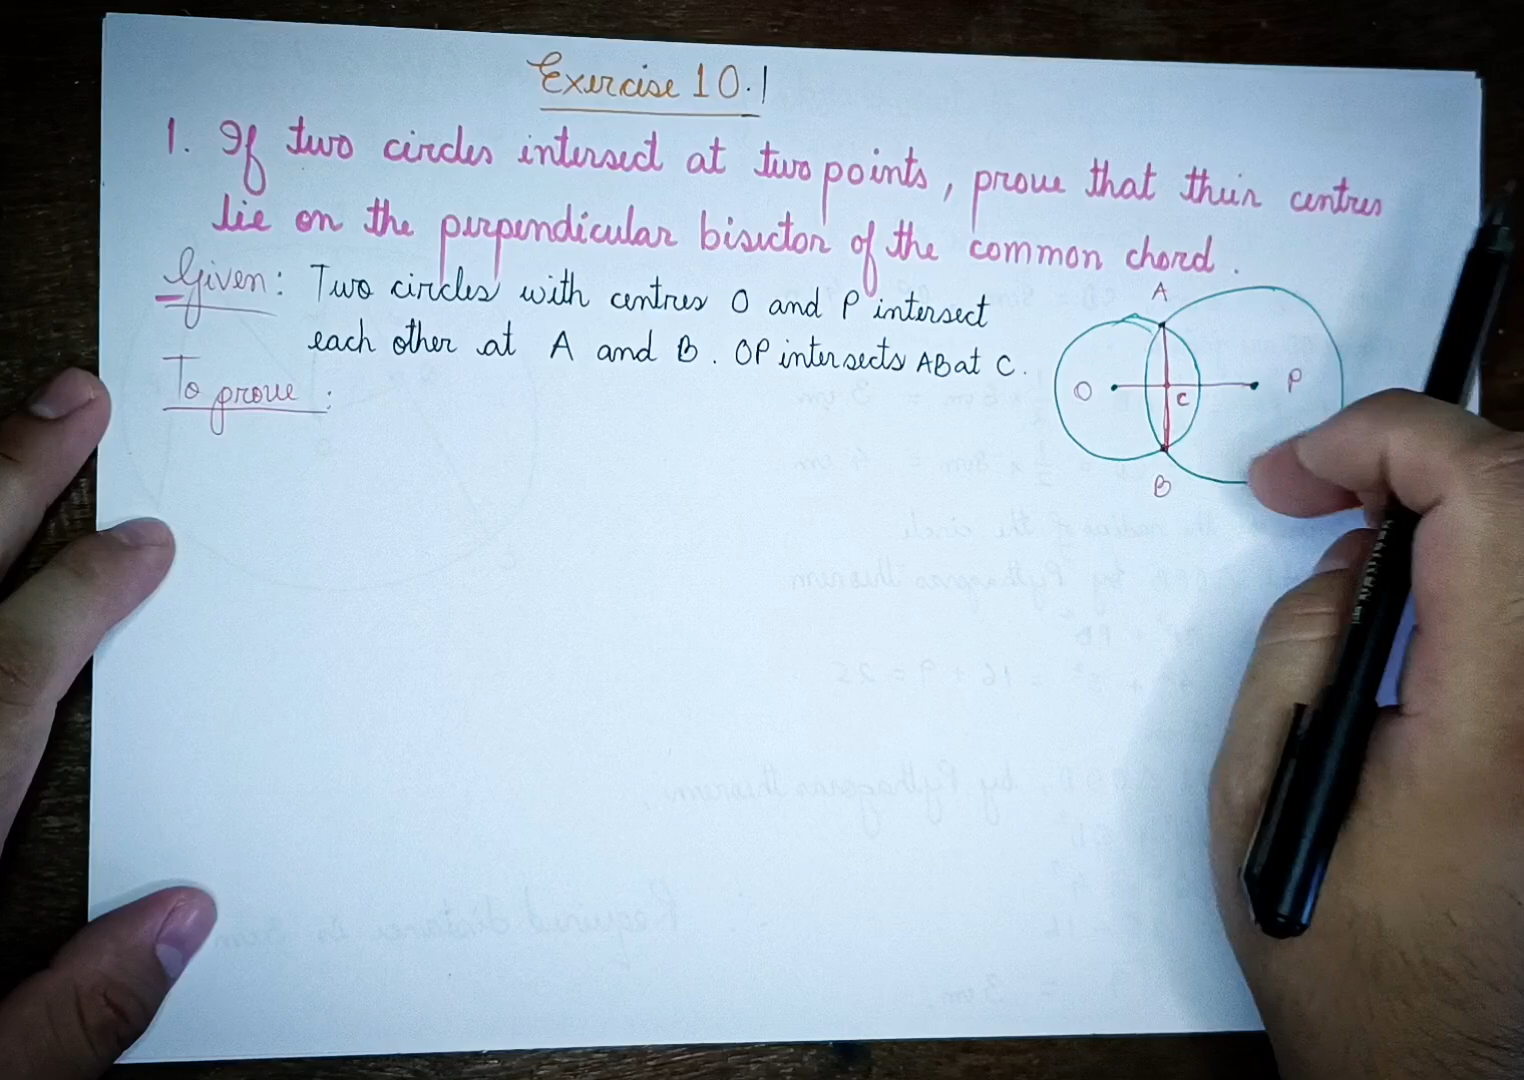 Exercise 10.1
1. If two circles intersect at two points, prove that their centres
lie on the perpendicular bisector of the common chord.
Given: Two circles with centres O and P intersect
each other at A and B. OP intersects AB at C.
To prove:
A
O
C
P
B